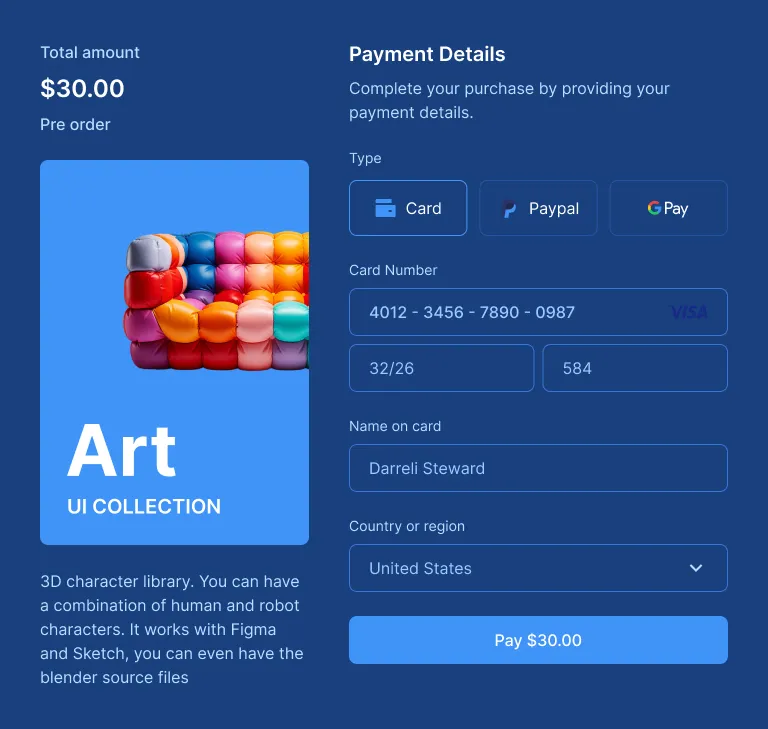 Total amount
$30.00
Pre order
Art
UI COLLECTION
3D character library. You can have
a combination of human and robot
characters. It works with Figma
and Sketch, you can even have the
blender source files
Payment Details
Complete your purchase by providing your
payment details.
Type
Card
Paypal
G Pay
Card Number
4012 - 3456 - 7890 - 0987
VISA
32/26
584
Name on card
Darreli Steward
Country or region
United States
Pay $30.00